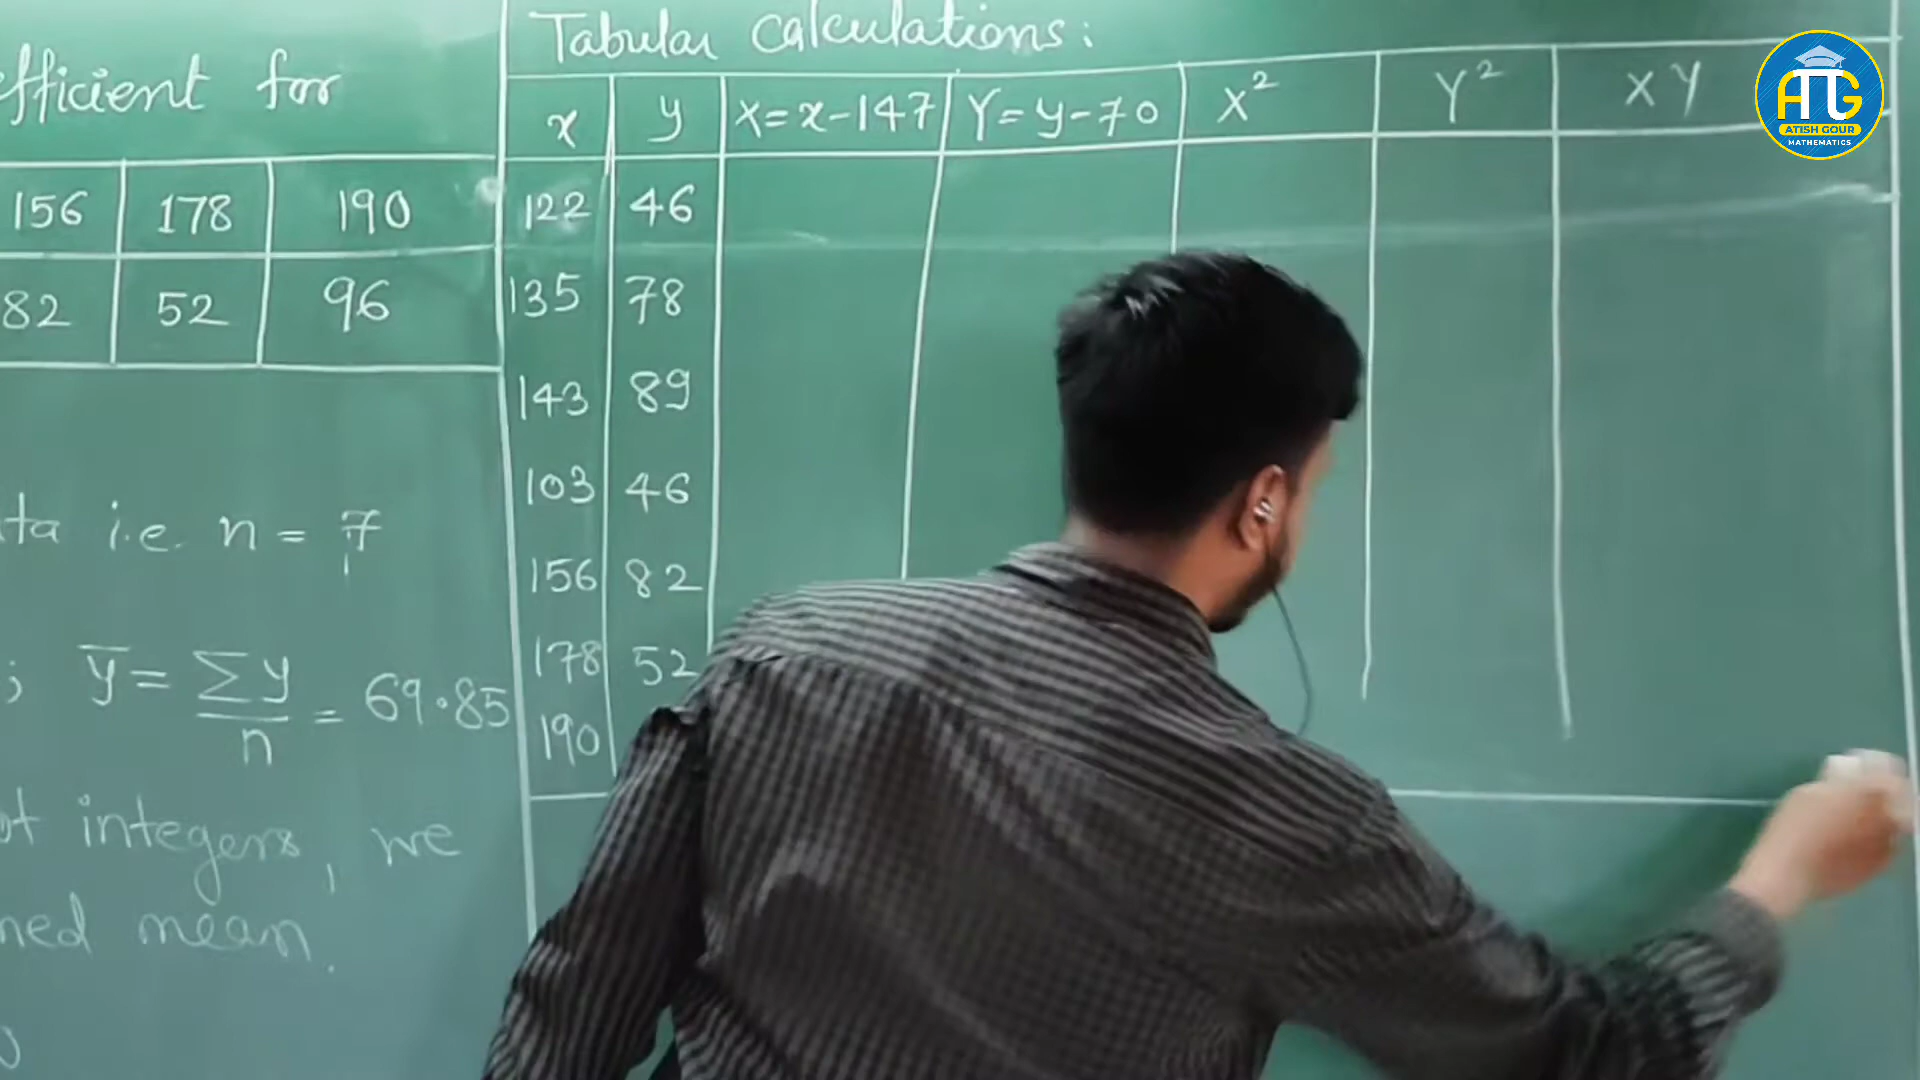 efficient for
156 178 190
82 52 96
ta i.e. n = 7
; y̅ = Σy/n = 69.85
ot integers, we
ned mean.
Tabular calculations:
x y X=x-147 Y=y-70 X² Y² XY
122 46
135 78
143 89
103 46
156 82
178 52
190
ATISH GOUR
MATHEMATICS